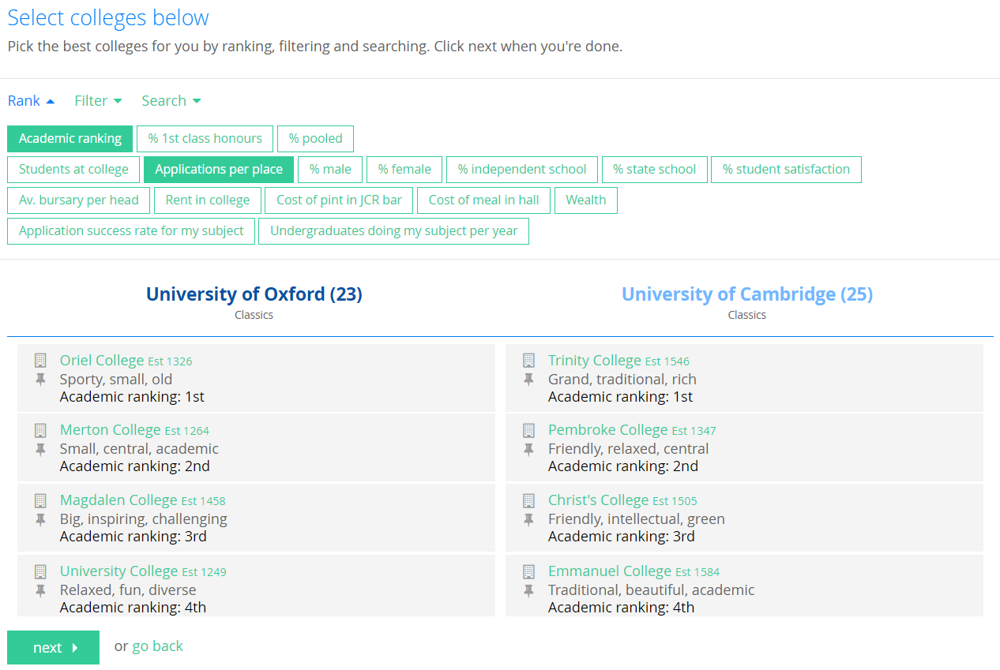 Select colleges below
Pick the best colleges for you by ranking, filtering and searching. Click next when you're done.
Rank Filter Search
Academic ranking % 1st class honours % pooled
Students at college Applications per place % male % female % independent school % state school % student satisfaction
Av. bursary per head Rent in college Cost of pint in JCR bar Cost of meal in hall Wealth
Application success rate for my subject Undergraduates doing my subject per year
University of Oxford (23)
Classics
Oriel College Est 1326
Sporty, small, old
Academic ranking: 1st
Merton College Est 1264
Small, central, academic
Academic ranking: 2nd
Magdalen College Est 1458
Big, inspiring, challenging
Academic ranking: 3rd
University College Est 1249
Relaxed, fun, diverse
Academic ranking: 4th
University of Cambridge (25)
Classics
Trinity College Est 1546
Grand, traditional, rich
Academic ranking: 1st
Pembroke College Est 1347
Friendly, relaxed, central
Academic ranking: 2nd
Christ's College Est 1505
Friendly, intellectual, green
Academic ranking: 3rd
Emmanuel College Est 1584
Traditional, beautiful, academic
Academic ranking: 4th
next or go back